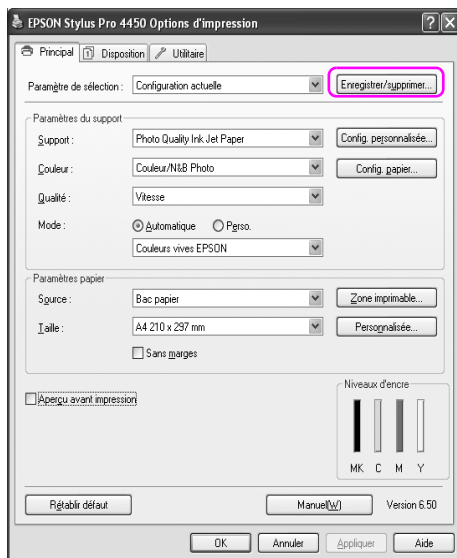 EPSON Stylus Pro 4450 Options d'impression
Principal Disposition Utilitaire
Paramètre de sélection : Configuration actuelle Enregistrer/supprimer...
Paramètres du support
Support : Photo Quality Ink Jet Paper Config. personnalisée...
Couleur : Couleur/N&B Photo Config. papier...
Qualité : Vitesse
Mode : Automatique Perso.
Couleurs vives EPSON
Paramètres papier
Source : Bac papier Zone imprimable...
Taille : A4 210 x 297 mm Personnalisée...
Sans marges
Aperçu avant impression
Niveaux d'encre
MK C M Y
Rétablir défaut Manuel(W) Version 6.50
OK Annuler Appliquer Aide